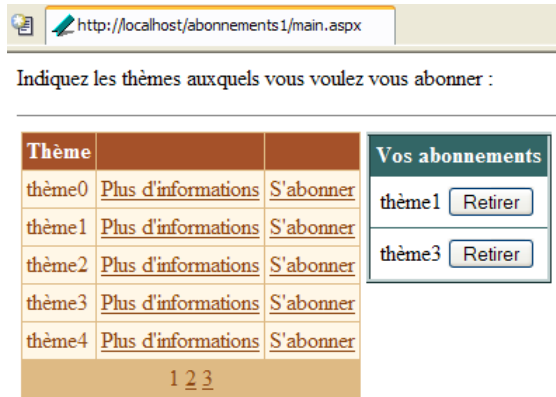 http://localhost/abonnements1/main.aspx
Indiquez les thèmes auxquels vous voulez vous abonner :
Thème
thème0 Plus d'informations S'abonner
thème1 Plus d'informations S'abonner
thème2 Plus d'informations S'abonner
thème3 Plus d'informations S'abonner
thème4 Plus d'informations S'abonner
1 2 3
Vos abonnements
thème1 Retirer
thème3 Retirer